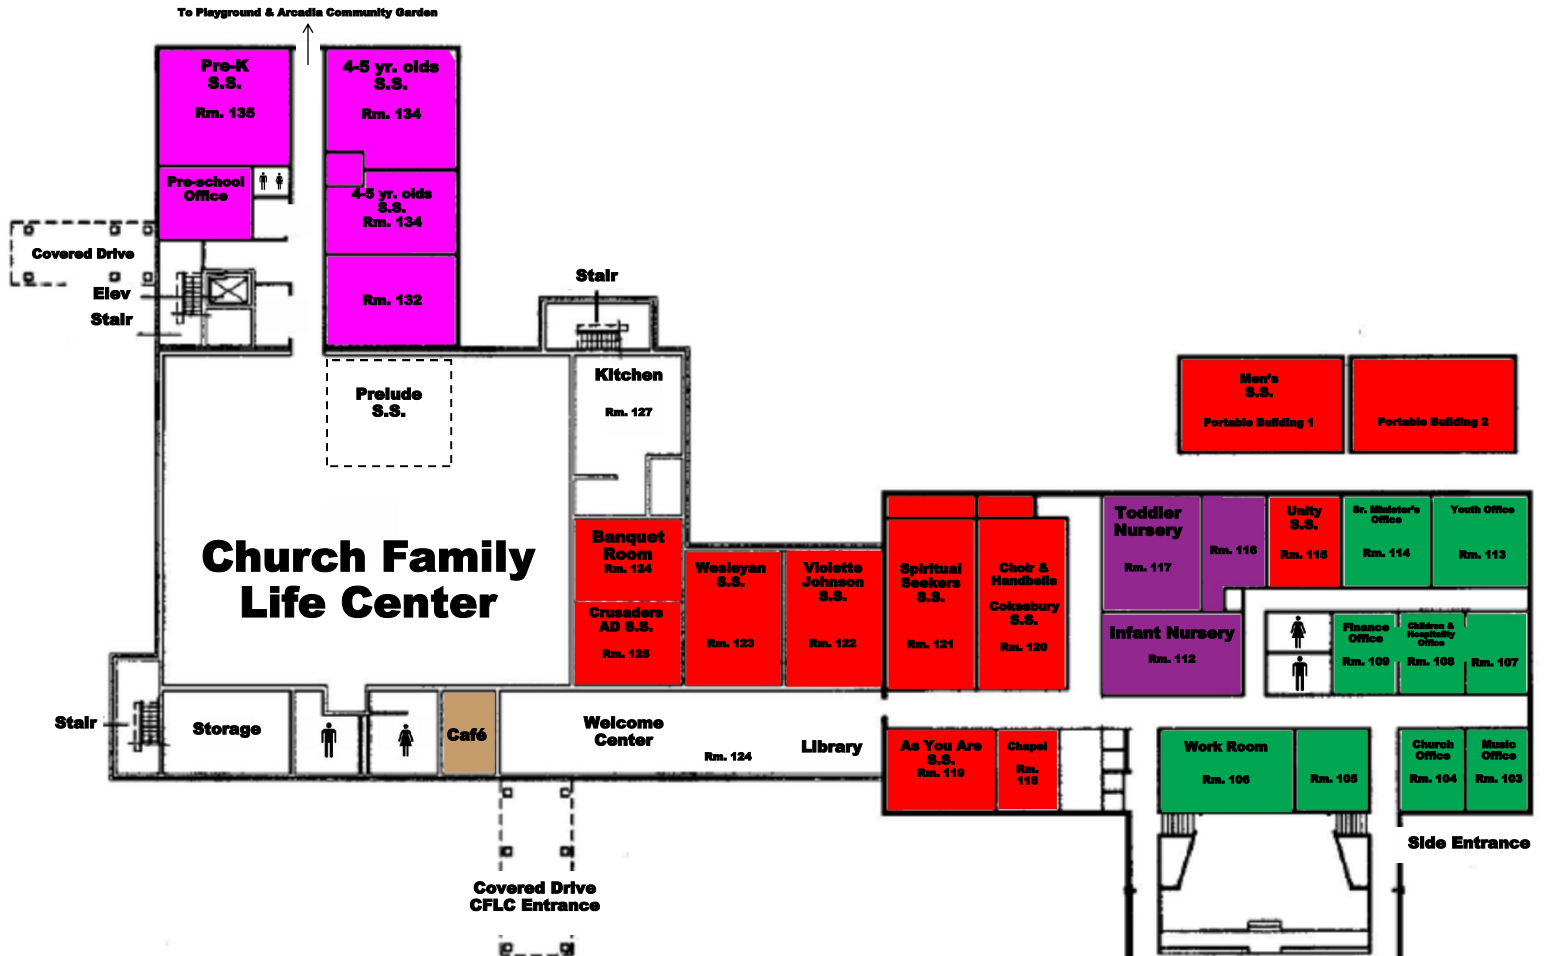 To Playground & Arcadia Community Garden
Pre-K
S.S.
Rm. 135
4-5 yr. olds
S.S.
Rm. 134
Pre-school
Office
4-5 yr. olds
S.S.
Rm. 134
Covered Drive
Elev
Stair
Rm. 132
Stair
Prelude
S.S.
Kitchen
Rm. 127
Men's
S.S.
Portable Building 1
Portable Building 2
Church Family
Life Center
Banquet
Room
Rm. 124
Crusaders
AD S.S.
Rm. 125
Wesleyan
S.S.
Rm. 123
Violette
Johnson
S.S.
Rm. 122
Spiritual
Seekers
S.S.
Rm. 121
Choir &
Handbells
Cokesbury
S.S.
Rm. 120
Toddler
Nursery
Rm. 117
Rm. 116
Unity
S.S.
Rm. 115
Sr. Minister's
Office
Rm. 114
Youth Office
Rm. 113
Infant Nursery
Rm. 112
Finance
Office
Rm. 109
Children &
Hospitality
Office
Rm. 108
Rm. 107
Stair
Storage
Café
Welcome
Center
Rm. 124
Library
As You Are
S.S.
Rm. 119
Chapel
Rm.
118
Work Room
Rm. 106
Rm. 105
Church
Office
Rm. 104
Music
Office
Rm. 103
Side Entrance
Covered Drive
CFLC Entrance